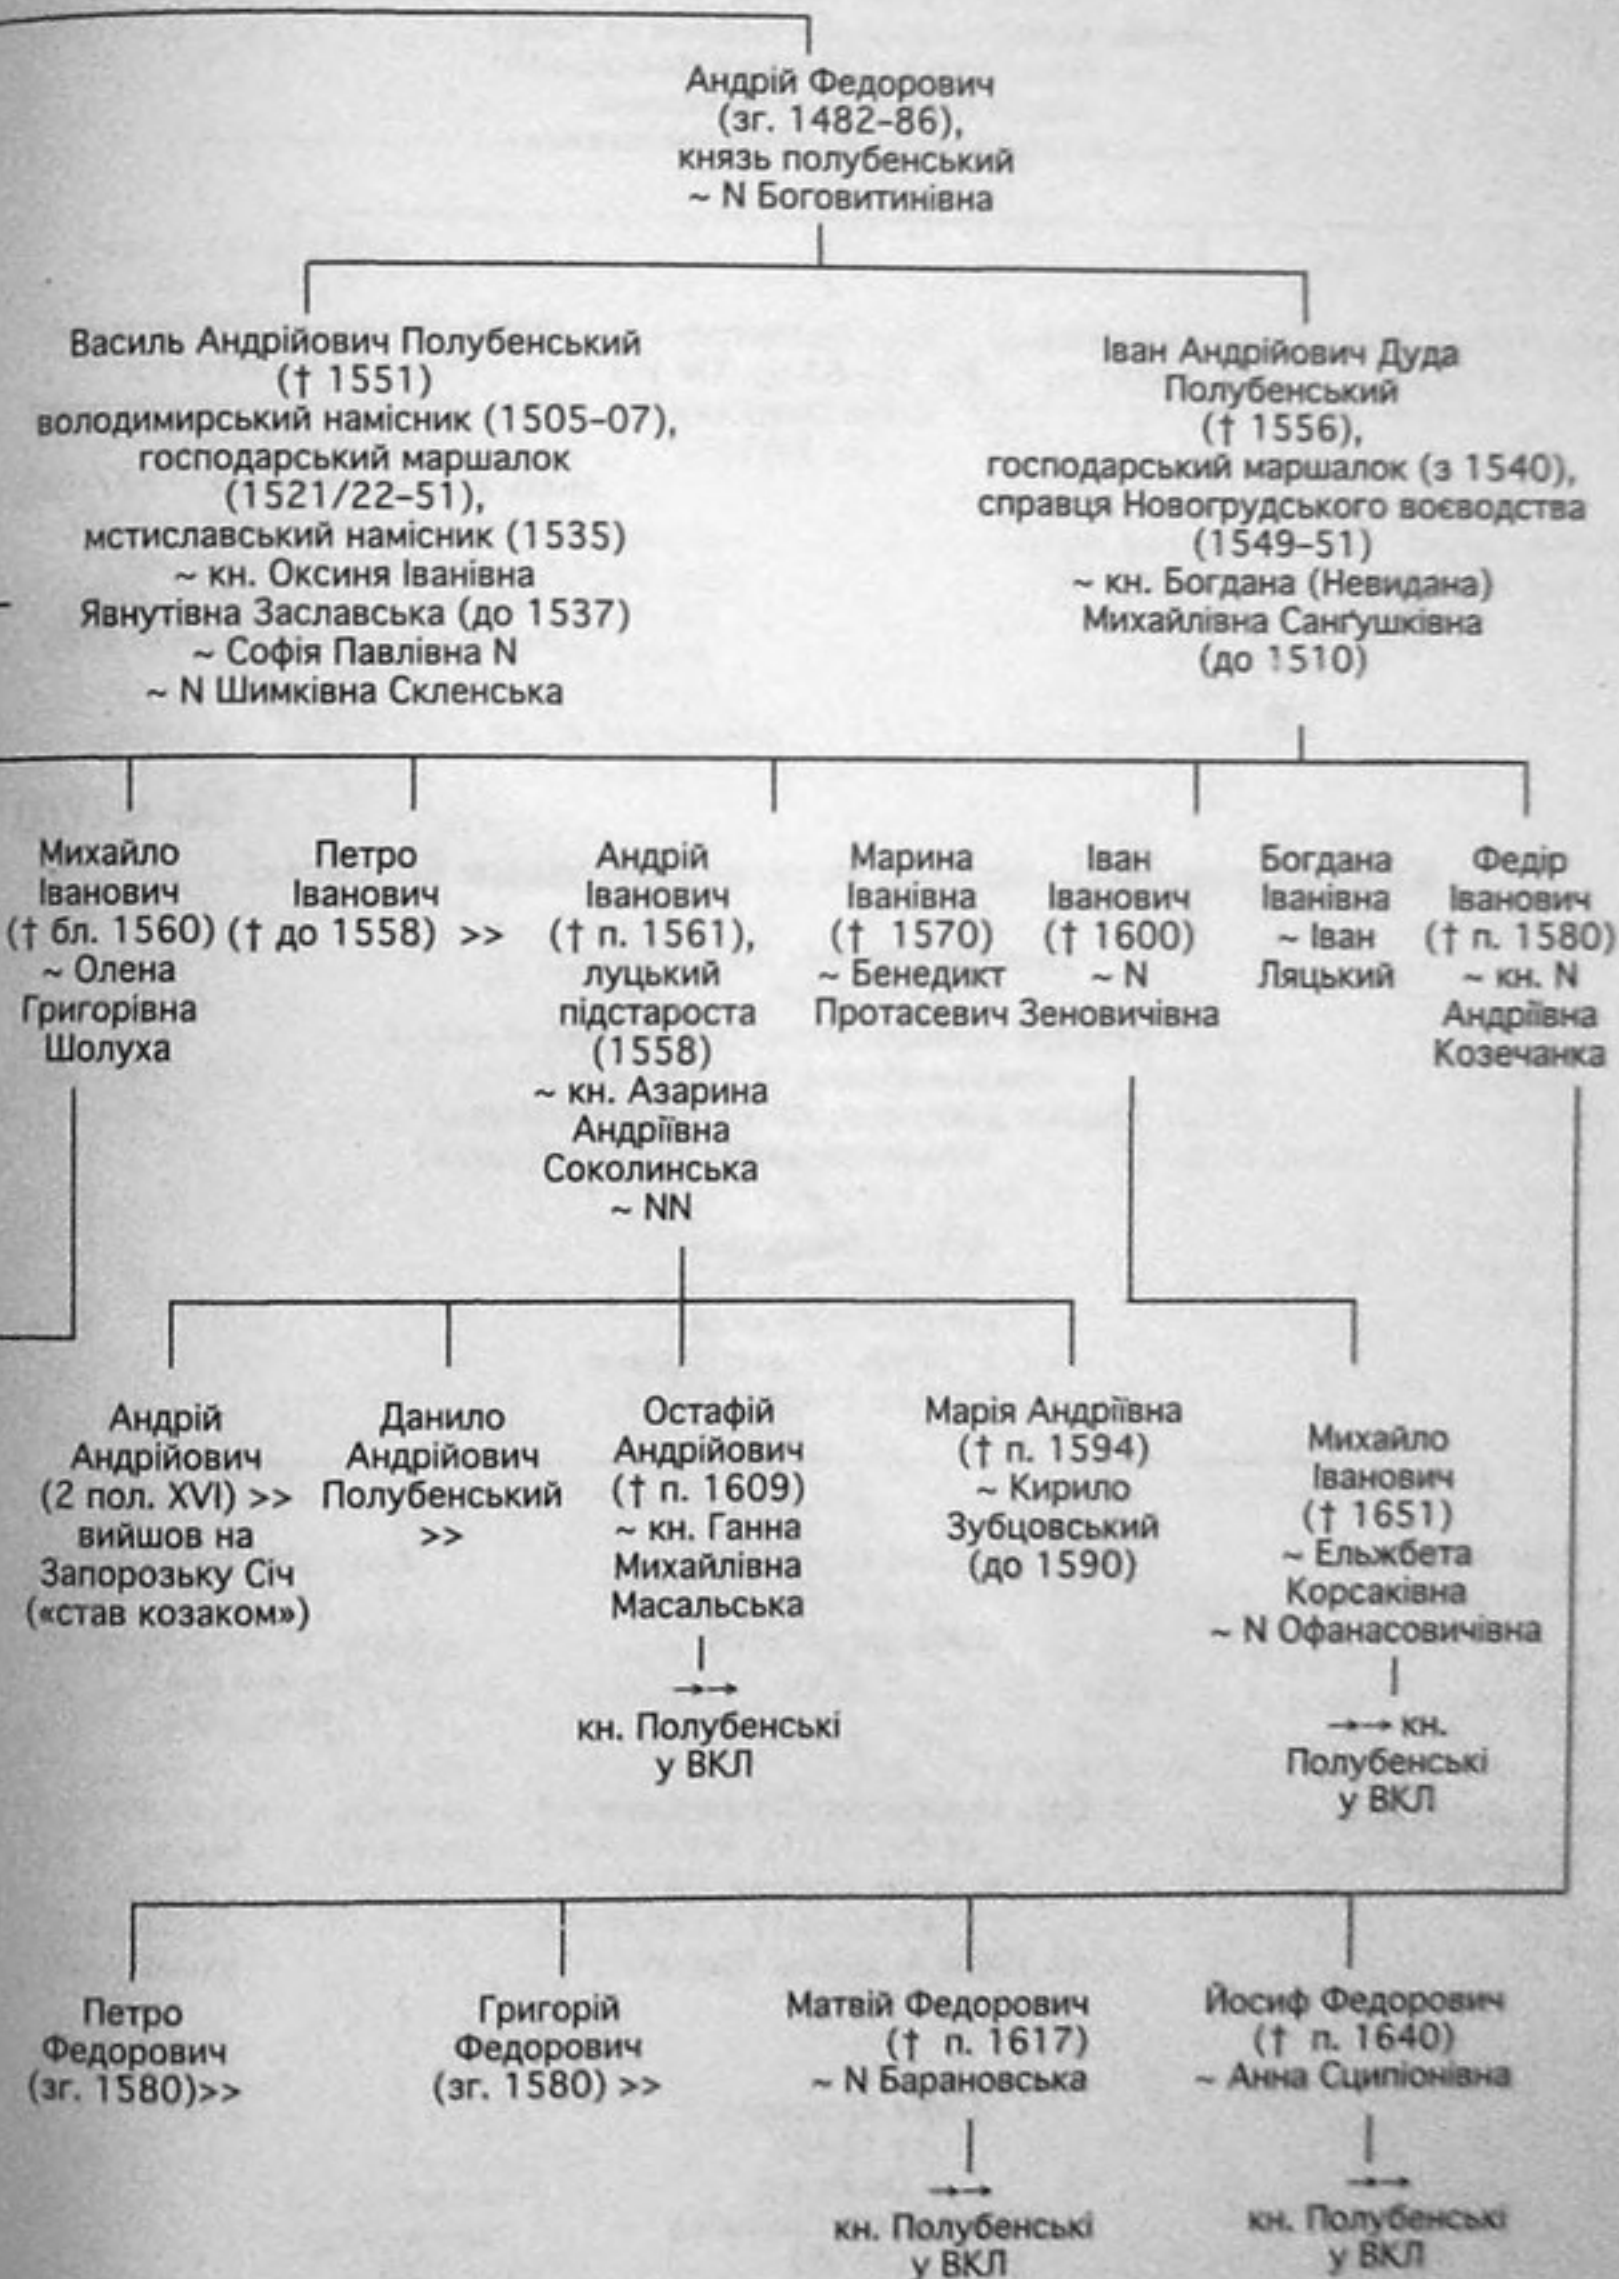 Андрій Федорович
(зг. 1482–86),
князь полубенський
~ N Боговитинівна
Василь Андрійович Полубенський
(† 1551)
володимирський намісник (1505–07),
господарський маршалок
(1521/22–51),
мстиславський намісник (1535)
~ кн. Оксиня Іванівна
Явнутівна Заславська (до 1537)
~ Софія Павлівна N
~ N Шимківна Скленська
Іван Андрійович Дуда
Полубенський
(† 1556),
господарський маршалок (з 1540),
справця Новогрудського воєводства
(1549–51)
~ кн. Богдана (Невидана)
Михайлівна Санґушківна
(до 1510)
Михайло
Іванович
(† бл. 1560)
~ Олена
Григорівна
Шолуха
Петро
Іванович
(† до 1558) >>
Андрій
Іванович
(† п. 1561),
луцький
підстароста
(1558)
~ кн. Азарина
Андріївна
Соколинська
~ NN
Марина
Іванівна
(† 1570)
~ Бенедикт
Протасевич
Іван
Іванович
(† 1600)
~ N
Зеновичівна
Богдана
Іванівна
~ Іван
Ляцький
Федір
Іванович
(† п. 1580)
~ кн. N
Андріївна
Козечанка
Андрій
Андрійович
(2 пол. XVI) >>
вийшов на
Запорозьку Січ
(«став козаком»)
Данило
Андрійович
Полубенський
>>
Остафій
Андрійович
(† п. 1609)
~ кн. Ганна
Михайлівна
Масальська
→→
кн. Полубенські
у ВКЛ
Марія Андріївна
(† п. 1594)
~ Кирило
Зубцовський
(до 1590)
Михайло
Іванович
(† 1651)
~ Ельжбета
Корсаківна
~ N Офанасовичівна
→→ кн.
Полубенські
у ВКЛ
Петро
Федорович
(зг. 1580)>>
Григорій
Федорович
(зг. 1580) >>
Матвій Федорович
(† п. 1617)
~ N Барановська
→→
кн. Полубенські
у ВКЛ
Йосиф Федорович
(† п. 1640)
~ Анна Сципіонівна
→→
кн. Полубенські
у ВКЛ